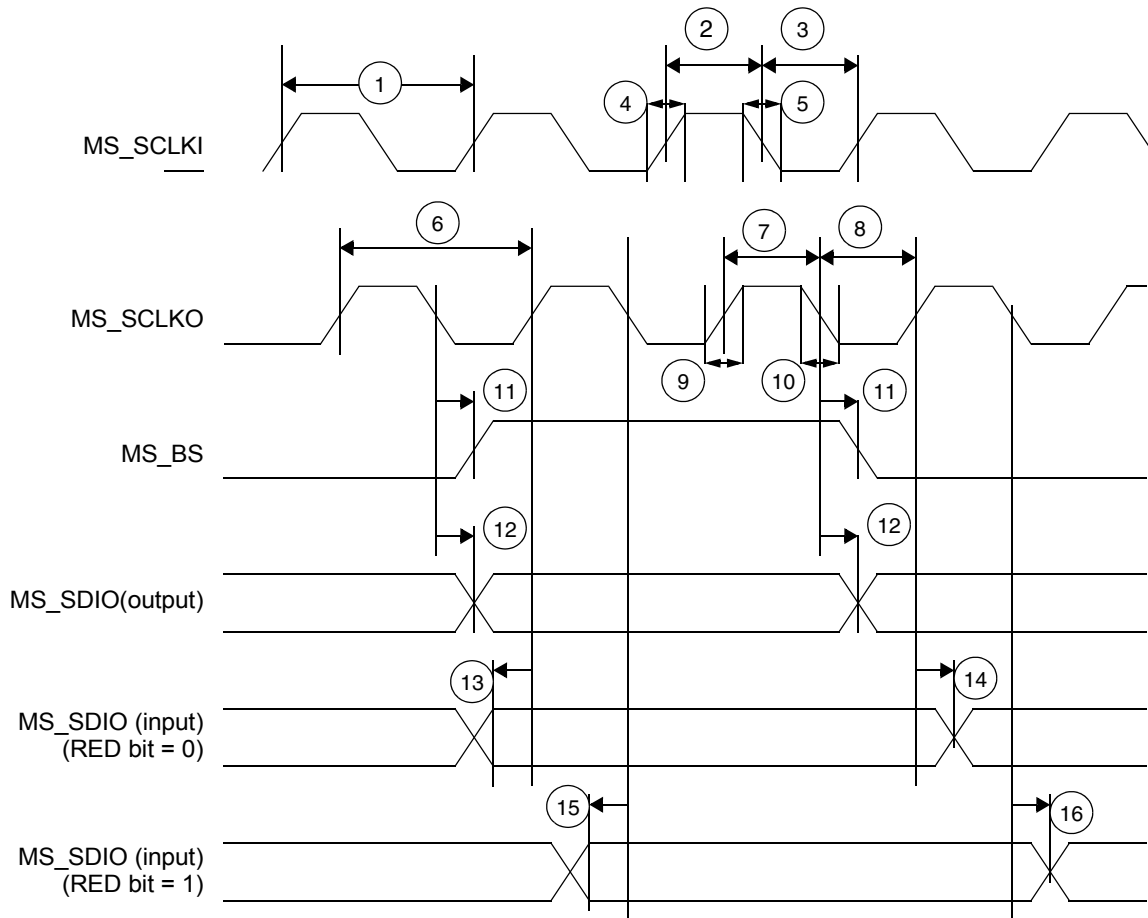 2
3
1
4
5
MS_SCLKI
6
7
8
MS_SCLKO
9
10
11
11
MS_BS
12
12
MS_SDIO(output)
13
14
MS_SDIO (input)
(RED bit = 0)
15
16
MS_SDIO (input)
(RED bit = 1)